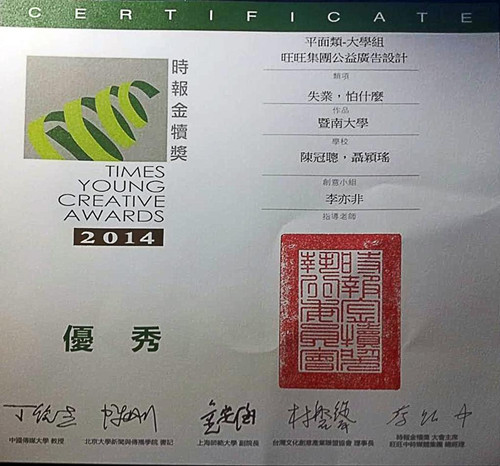 CERTIFICATE
時報金犢獎
TIMES
YOUNG
CREATIVE
AWARDS
2014
優秀
平面類-大學組
旺旺集團公益廣告設計
類項
失業，怕什麼
作品
暨南大學
學校
陳冠聰，聶穎瑤
創意小組
李亦非
指導老師
中國傳媒大學 教授
北京大學新聞與傳播學院 書記
上海師範大學 副院長
台灣文化創意產業聯盟協會 理事長
時報金犢獎 大會主席
旺旺中時媒體集團 總經理